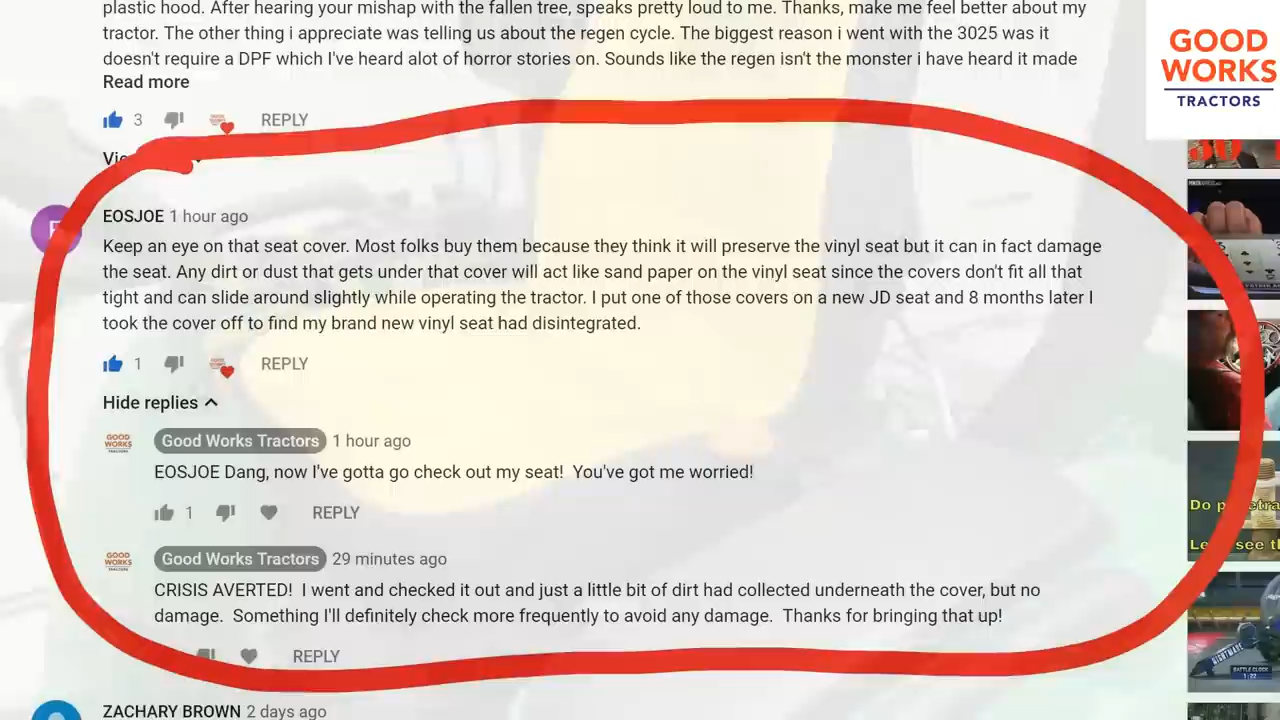 plastic hood. After hearing your mishap with the fallen tree, speaks pretty loud to me. Thanks, make me feel better about my
tractor. The other thing i appreciate was telling us about the regen cycle. The biggest reason i went with the 3025 was it
doesn't require a DPF which I've heard alot of horror stories on. Sounds like the regen isn't the monster i have heard it made
Read more
3 REPLY
GOOD
WORKS
TRACTORS
EOSJOE 1 hour ago
Keep an eye on that seat cover. Most folks buy them because they think it will preserve the vinyl seat but it can in fact damage
the seat. Any dirt or dust that gets under that cover will act like sand paper on the vinyl seat since the covers don't fit all that
tight and can slide around slightly while operating the tractor. I put one of those covers on a new JD seat and 8 months later I
took the cover off to find my brand new vinyl seat had disintegrated.
1 REPLY
Hide replies
GOOD
WORKS
Good Works Tractors 1 hour ago
EOSJOE Dang, now I've gotta go check out my seat!  You've got me worried!
1 REPLY
GOOD
WORKS
Good Works Tractors 29 minutes ago
CRISIS AVERTED!  I went and checked it out and just a little bit of dirt had collected underneath the cover, but no
damage.  Something I'll definitely check more frequently to avoid any damage.  Thanks for bringing that up!
REPLY
ZACHARY BROWN 2 days ago
Do
see
NIGHTMARE
BATTLE CLOCK
1:22